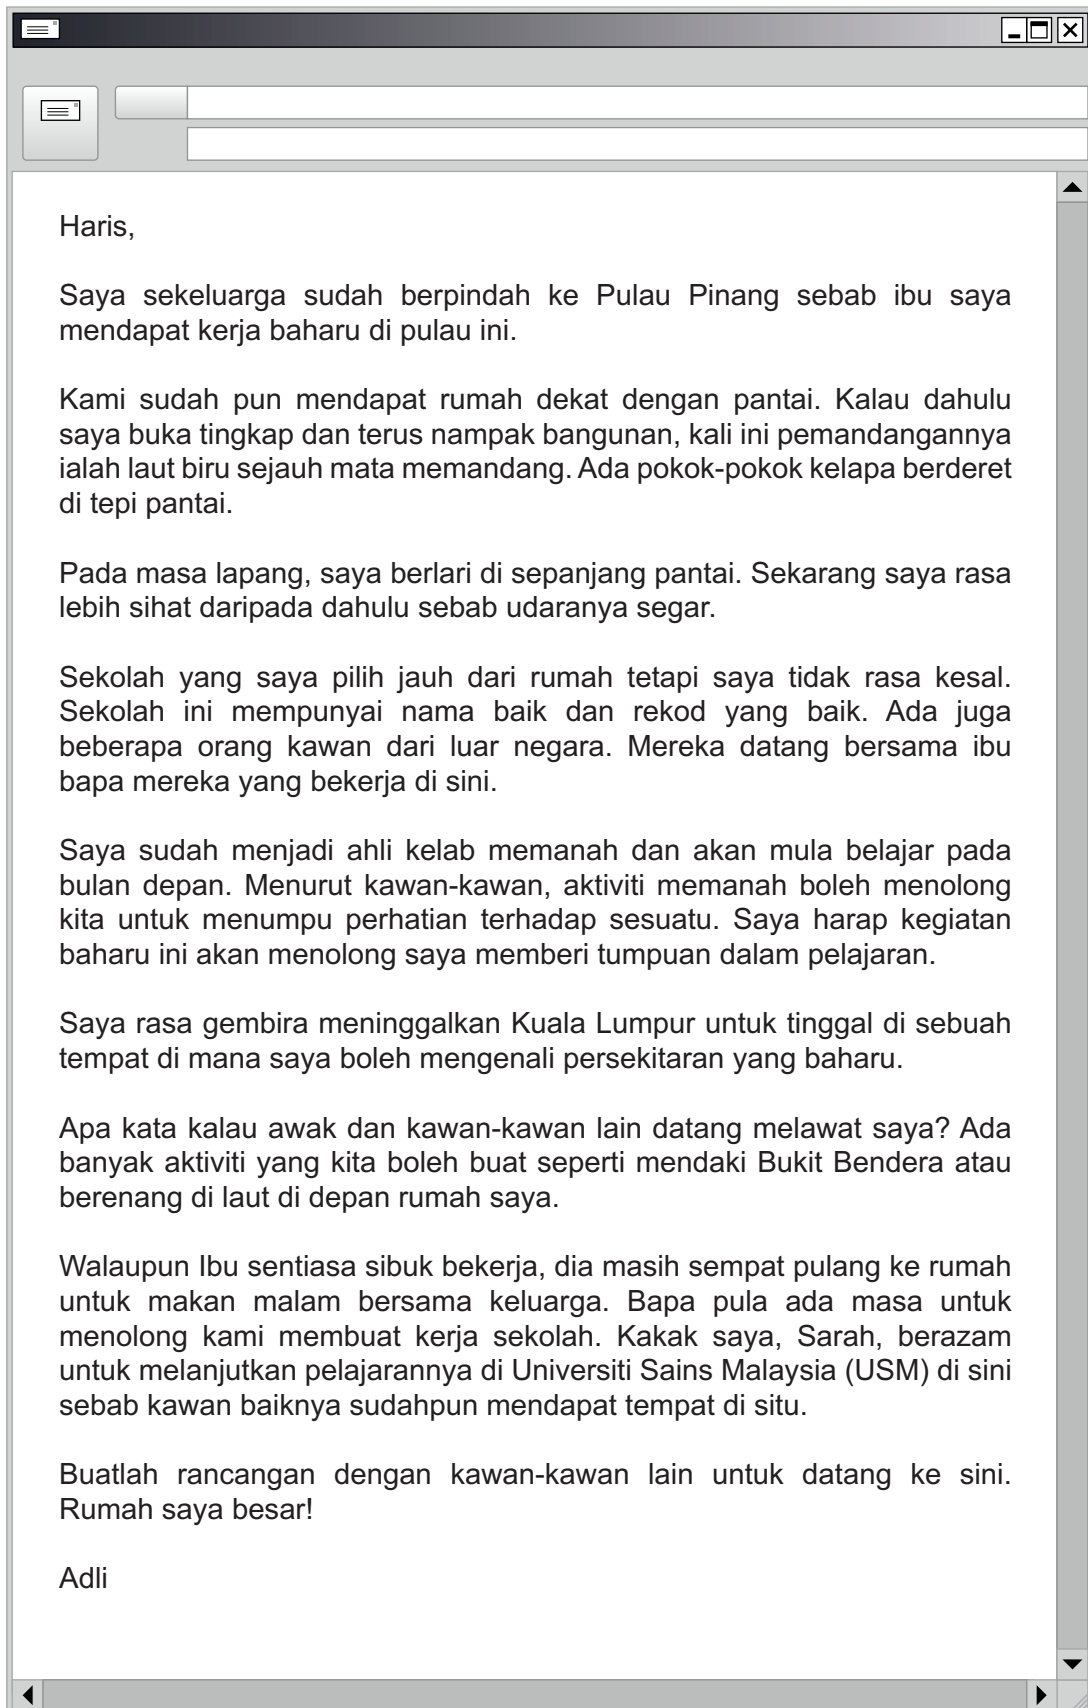 Haris,
Saya sekeluarga sudah berpindah ke Pulau Pinang sebab ibu saya
mendapat kerja baharu di pulau ini.
Kami sudah pun mendapat rumah dekat dengan pantai. Kalau dahulu
saya buka tingkap dan terus nampak bangunan, kali ini pemandangannya
ialah laut biru sejauh mata memandang. Ada pokok-pokok kelapa berderet
di tepi pantai.
Pada masa lapang, saya berlari di sepanjang pantai. Sekarang saya rasa
lebih sihat daripada dahulu sebab udaranya segar.
Sekolah yang saya pilih jauh dari rumah tetapi saya tidak rasa kesal.
Sekolah ini mempunyai nama baik dan rekod yang baik. Ada juga
beberapa orang kawan dari luar negara. Mereka datang bersama ibu
bapa mereka yang bekerja di sini.
Saya sudah menjadi ahli kelab memanah dan akan mula belajar pada
bulan depan. Menurut kawan-kawan, aktiviti memanah boleh menolong
kita untuk menumpu perhatian terhadap sesuatu. Saya harap kegiatan
baharu ini akan menolong saya memberi tumpuan dalam pelajaran.
Saya rasa gembira meninggalkan Kuala Lumpur untuk tinggal di sebuah
tempat di mana saya boleh mengenali persekitaran yang baharu.
Apa kata kalau awak dan kawan-kawan lain datang melawat saya? Ada
banyak aktiviti yang kita boleh buat seperti mendaki Bukit Bendera atau
berenang di laut di depan rumah saya.
Walaupun Ibu sentiasa sibuk bekerja, dia masih sempat pulang ke rumah
untuk makan malam bersama keluarga. Bapa pula ada masa untuk
menolong kami membuat kerja sekolah. Kakak saya, Sarah, berazam
untuk melanjutkan pelajarannya di Universiti Sains Malaysia (USM) di sini
sebab kawan baiknya sudahpun mendapat tempat di situ.
Buatlah rancangan dengan kawan-kawan lain untuk datang ke sini.
Rumah saya besar!
Adli